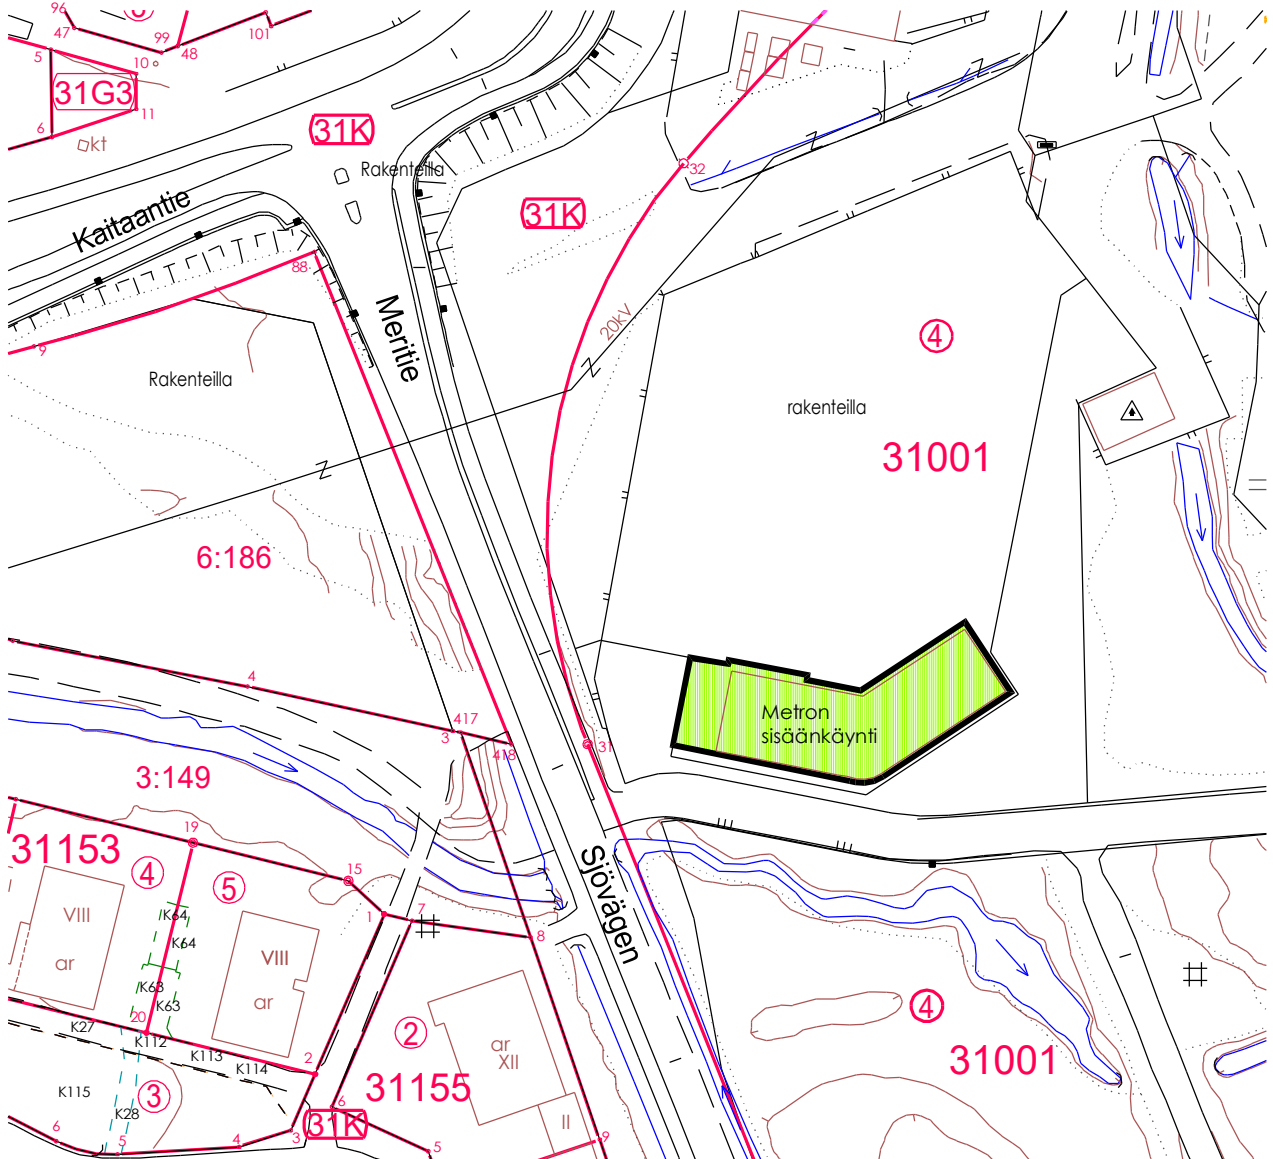 96
6
47
99
48
101
5
10
31G3
11
31K
6
kt
Rakenteilla
32
31K
Kaitaantie
88
Meritie
20kV
4
9
Rakenteilla
rakenteilla
31001
6:186
4
Metron
sisäänkäynti
417
3
418
31
3:149
19
31153
4
5
15
Sjövägen
VIII
K64
1
7
8
K64
VIII
ar
K63
ar
K63
20
K27
K112
K113
K114
2
2
ar
XII
4
31001
K115
3
K28
31155
6
31K
II
6
5
4
3
5
9